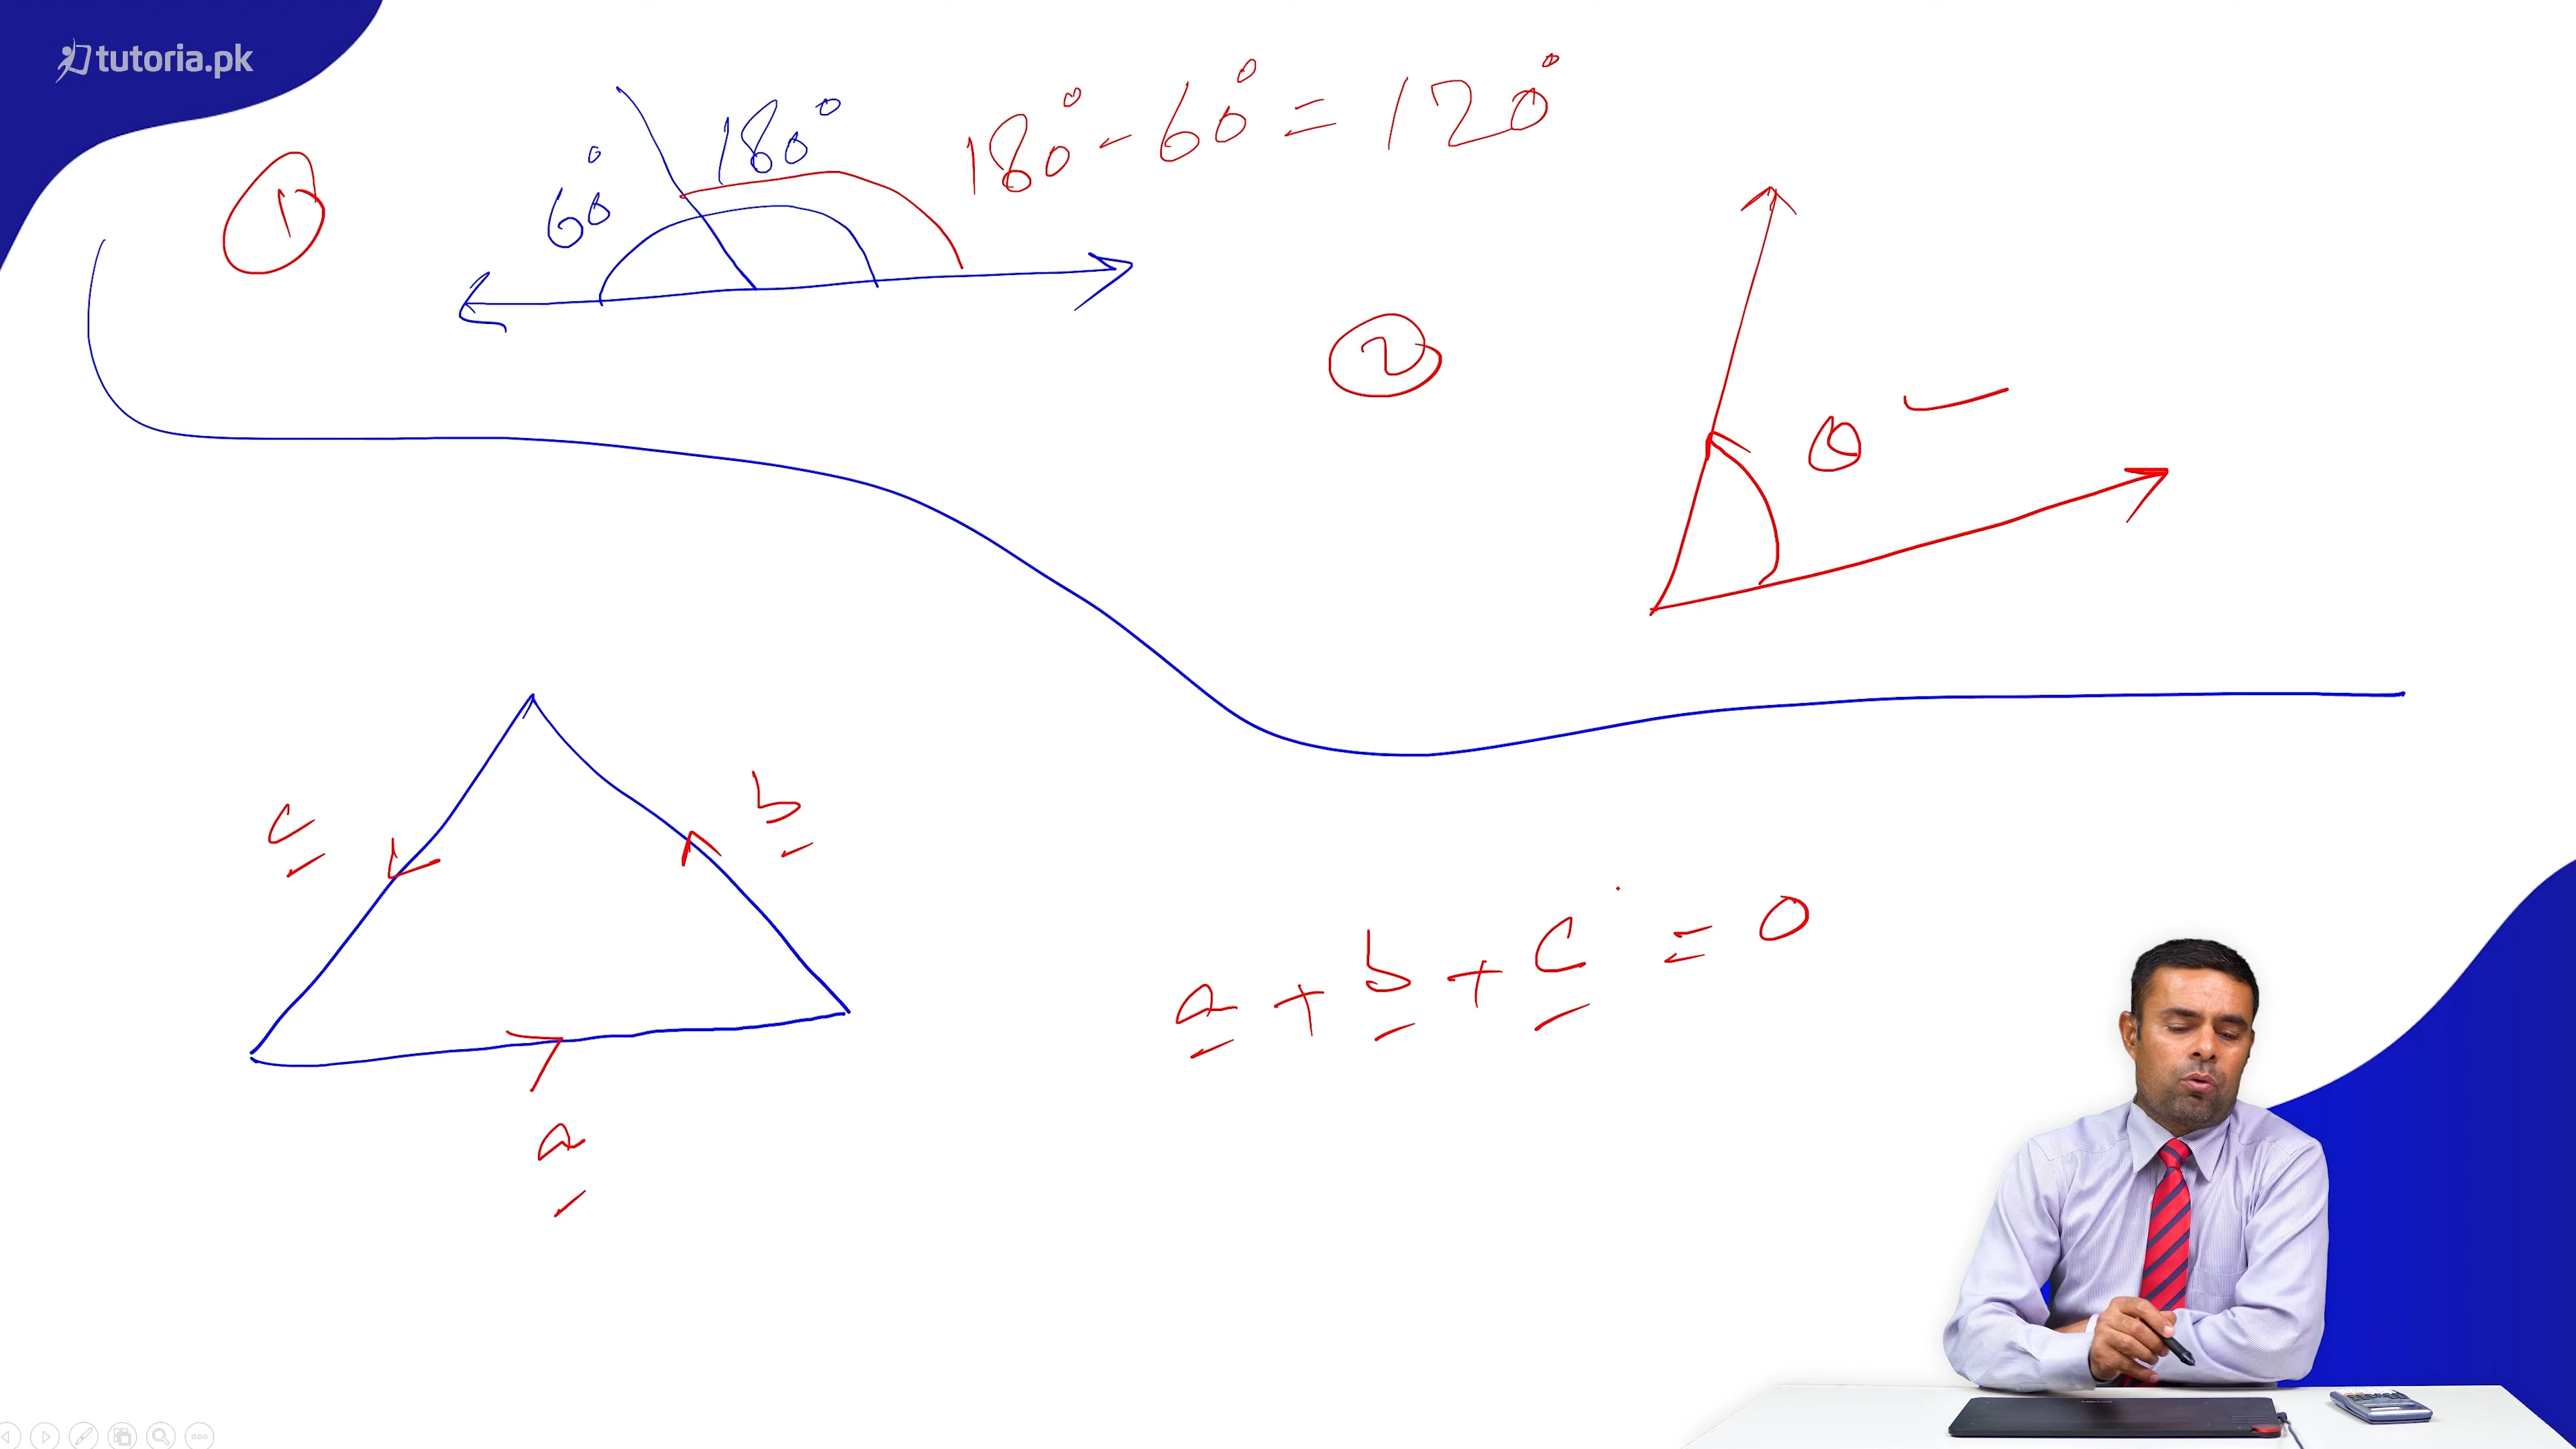 tutoria.pk
1
60° 180° 180° - 60° = 120°
2
θ
c
b
a + b + c = 0
a